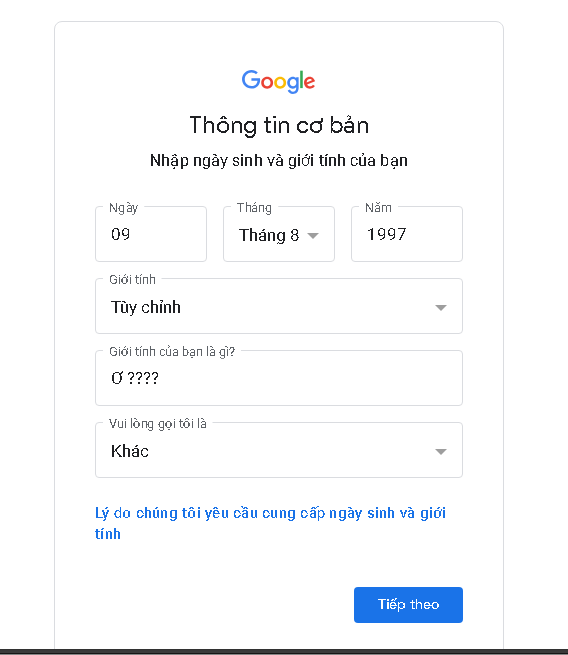 Google
Thông tin cơ bản
Nhập ngày sinh và giới tính của bạn
Ngày Tháng Năm
09 Tháng 8 1997
Giới tính
Tùy chỉnh
Giới tính của bạn là gì?
Ơ ????
Vui lòng gọi tôi là
Khác
Lý do chúng tôi yêu cầu cung cấp ngày sinh và giới
tính
Tiếp theo